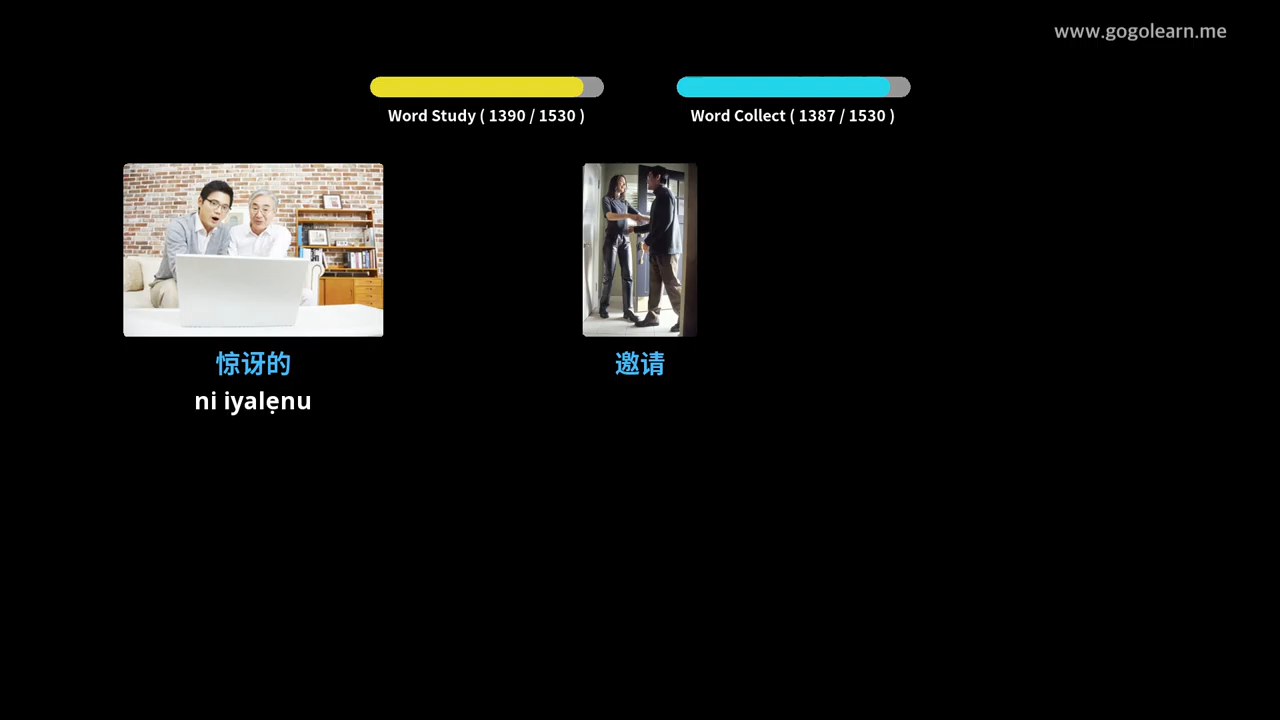 www.gogolearn.me
Word Study ( 1390 / 1530 )
Word Collect ( 1387 / 1530 )
惊讶的
ni iyalẹnu
邀请